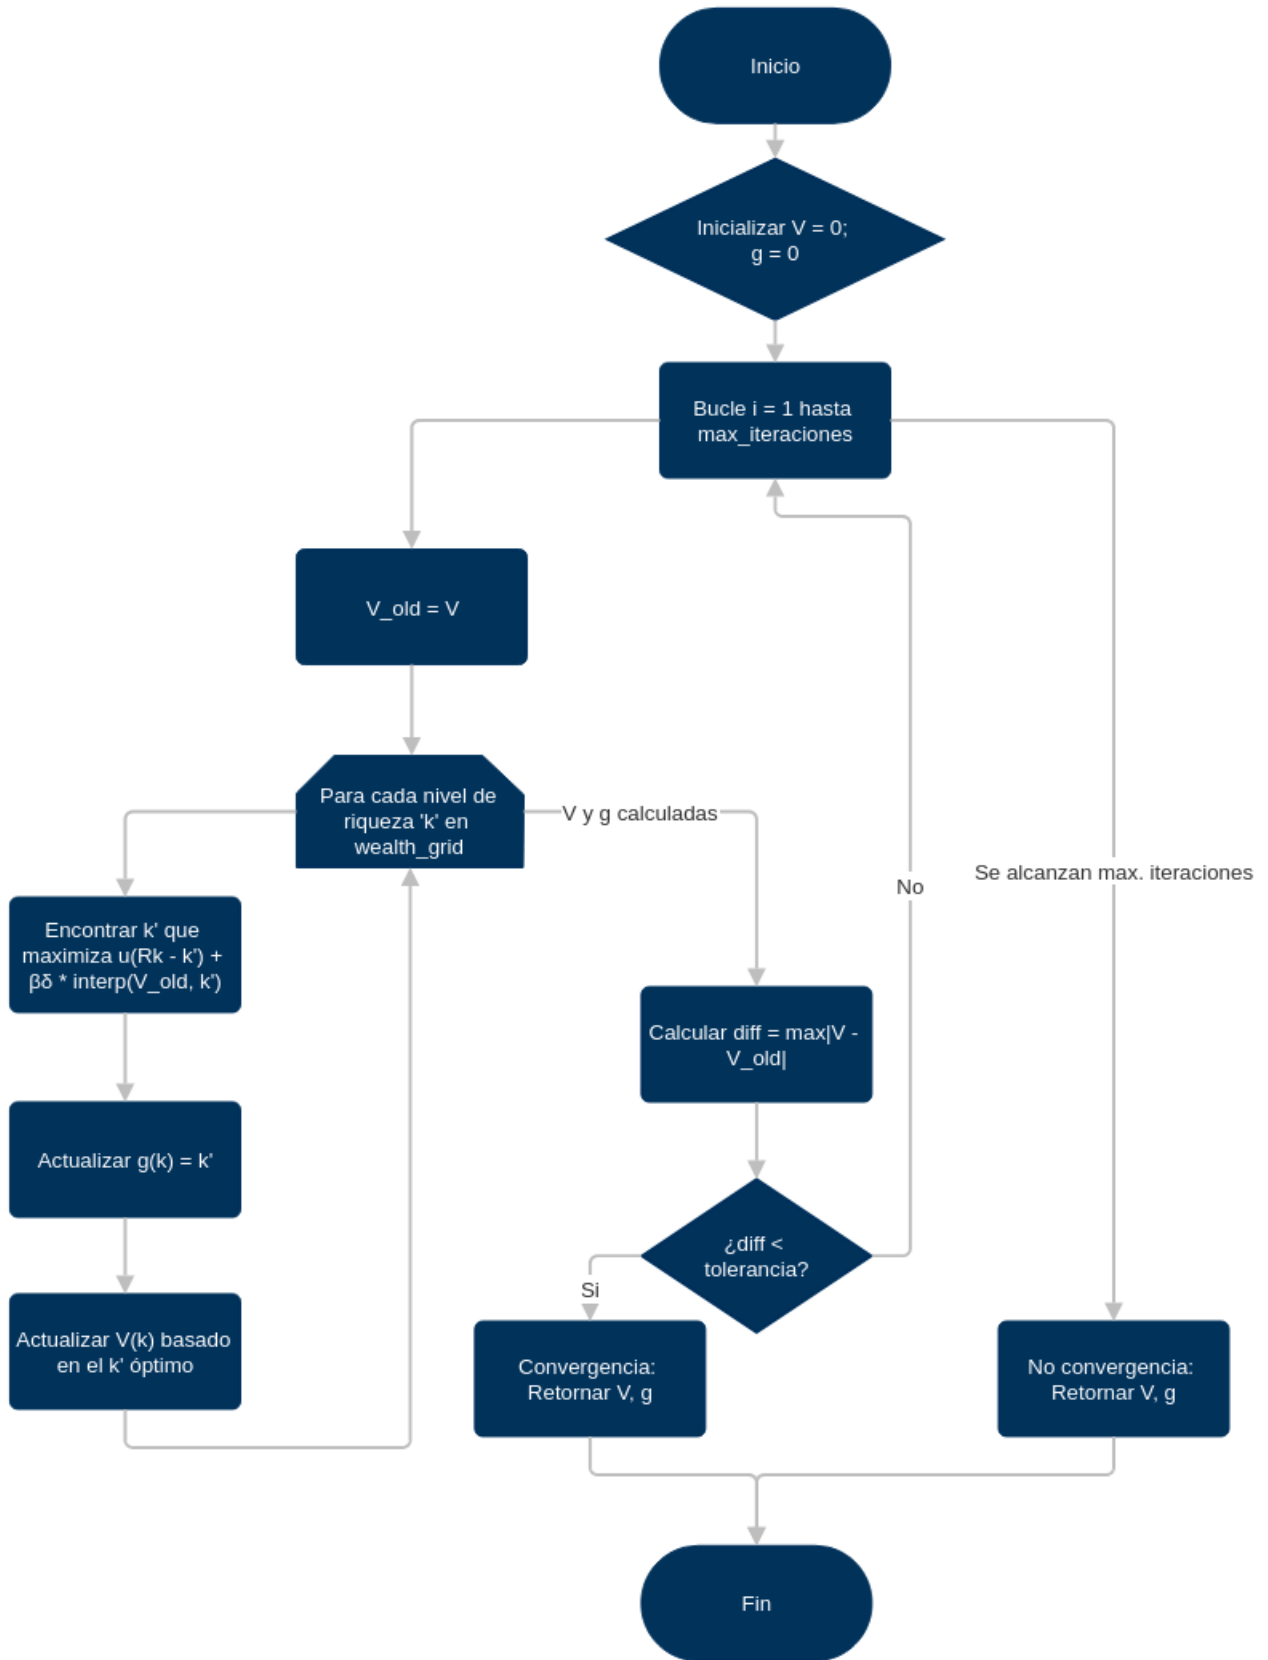 Inicio
Inicializar V = 0;
g = 0
Bucle i = 1 hasta
max_iteraciones
V_old = V
Para cada nivel de
riqueza 'k' en
wealth_grid
V y g calculadas
Se alcanzan max. iteraciones
No
Encontrar k' que
maximiza u(Rk - k') +
βδ * interp(V_old, k')
Calcular diff = max|V -
V_old|
Actualizar g(k) = k'
¿diff <
tolerancia?
Si
Actualizar V(k) basado
en el k' óptimo
Convergencia:
Retornar V, g
No convergencia:
Retornar V, g
Fin